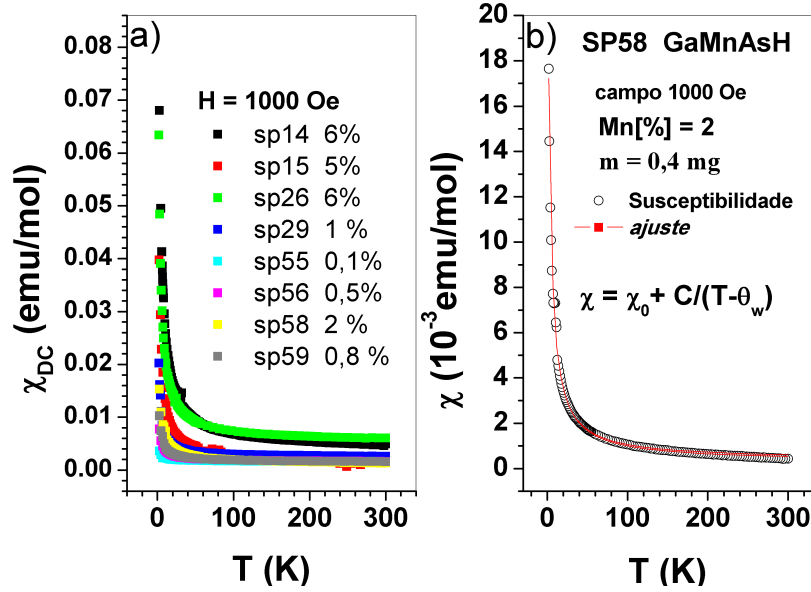 a)
H = 1000 Oe
sp14 6%
sp15 5%
sp26 6%
sp29 1 %
sp55 0,1%
sp56 0,5%
sp58 2 %
sp59 0,8 %
χDC (emu/mol)
0.08
0.07
0.06
0.05
0.04
0.03
0.02
0.01
0.00
0 100 200 300
T (K)
b)
SP58 GaMnAsH
campo 1000 Oe
Mn[%] = 2
m = 0,4 mg
Susceptibilidade
ajuste
χ = χ0+ C/(T-θw)
χ (10-3emu/mol)
20
18
16
14
12
10
8
6
4
2
0
0 100 200 300
T (K)